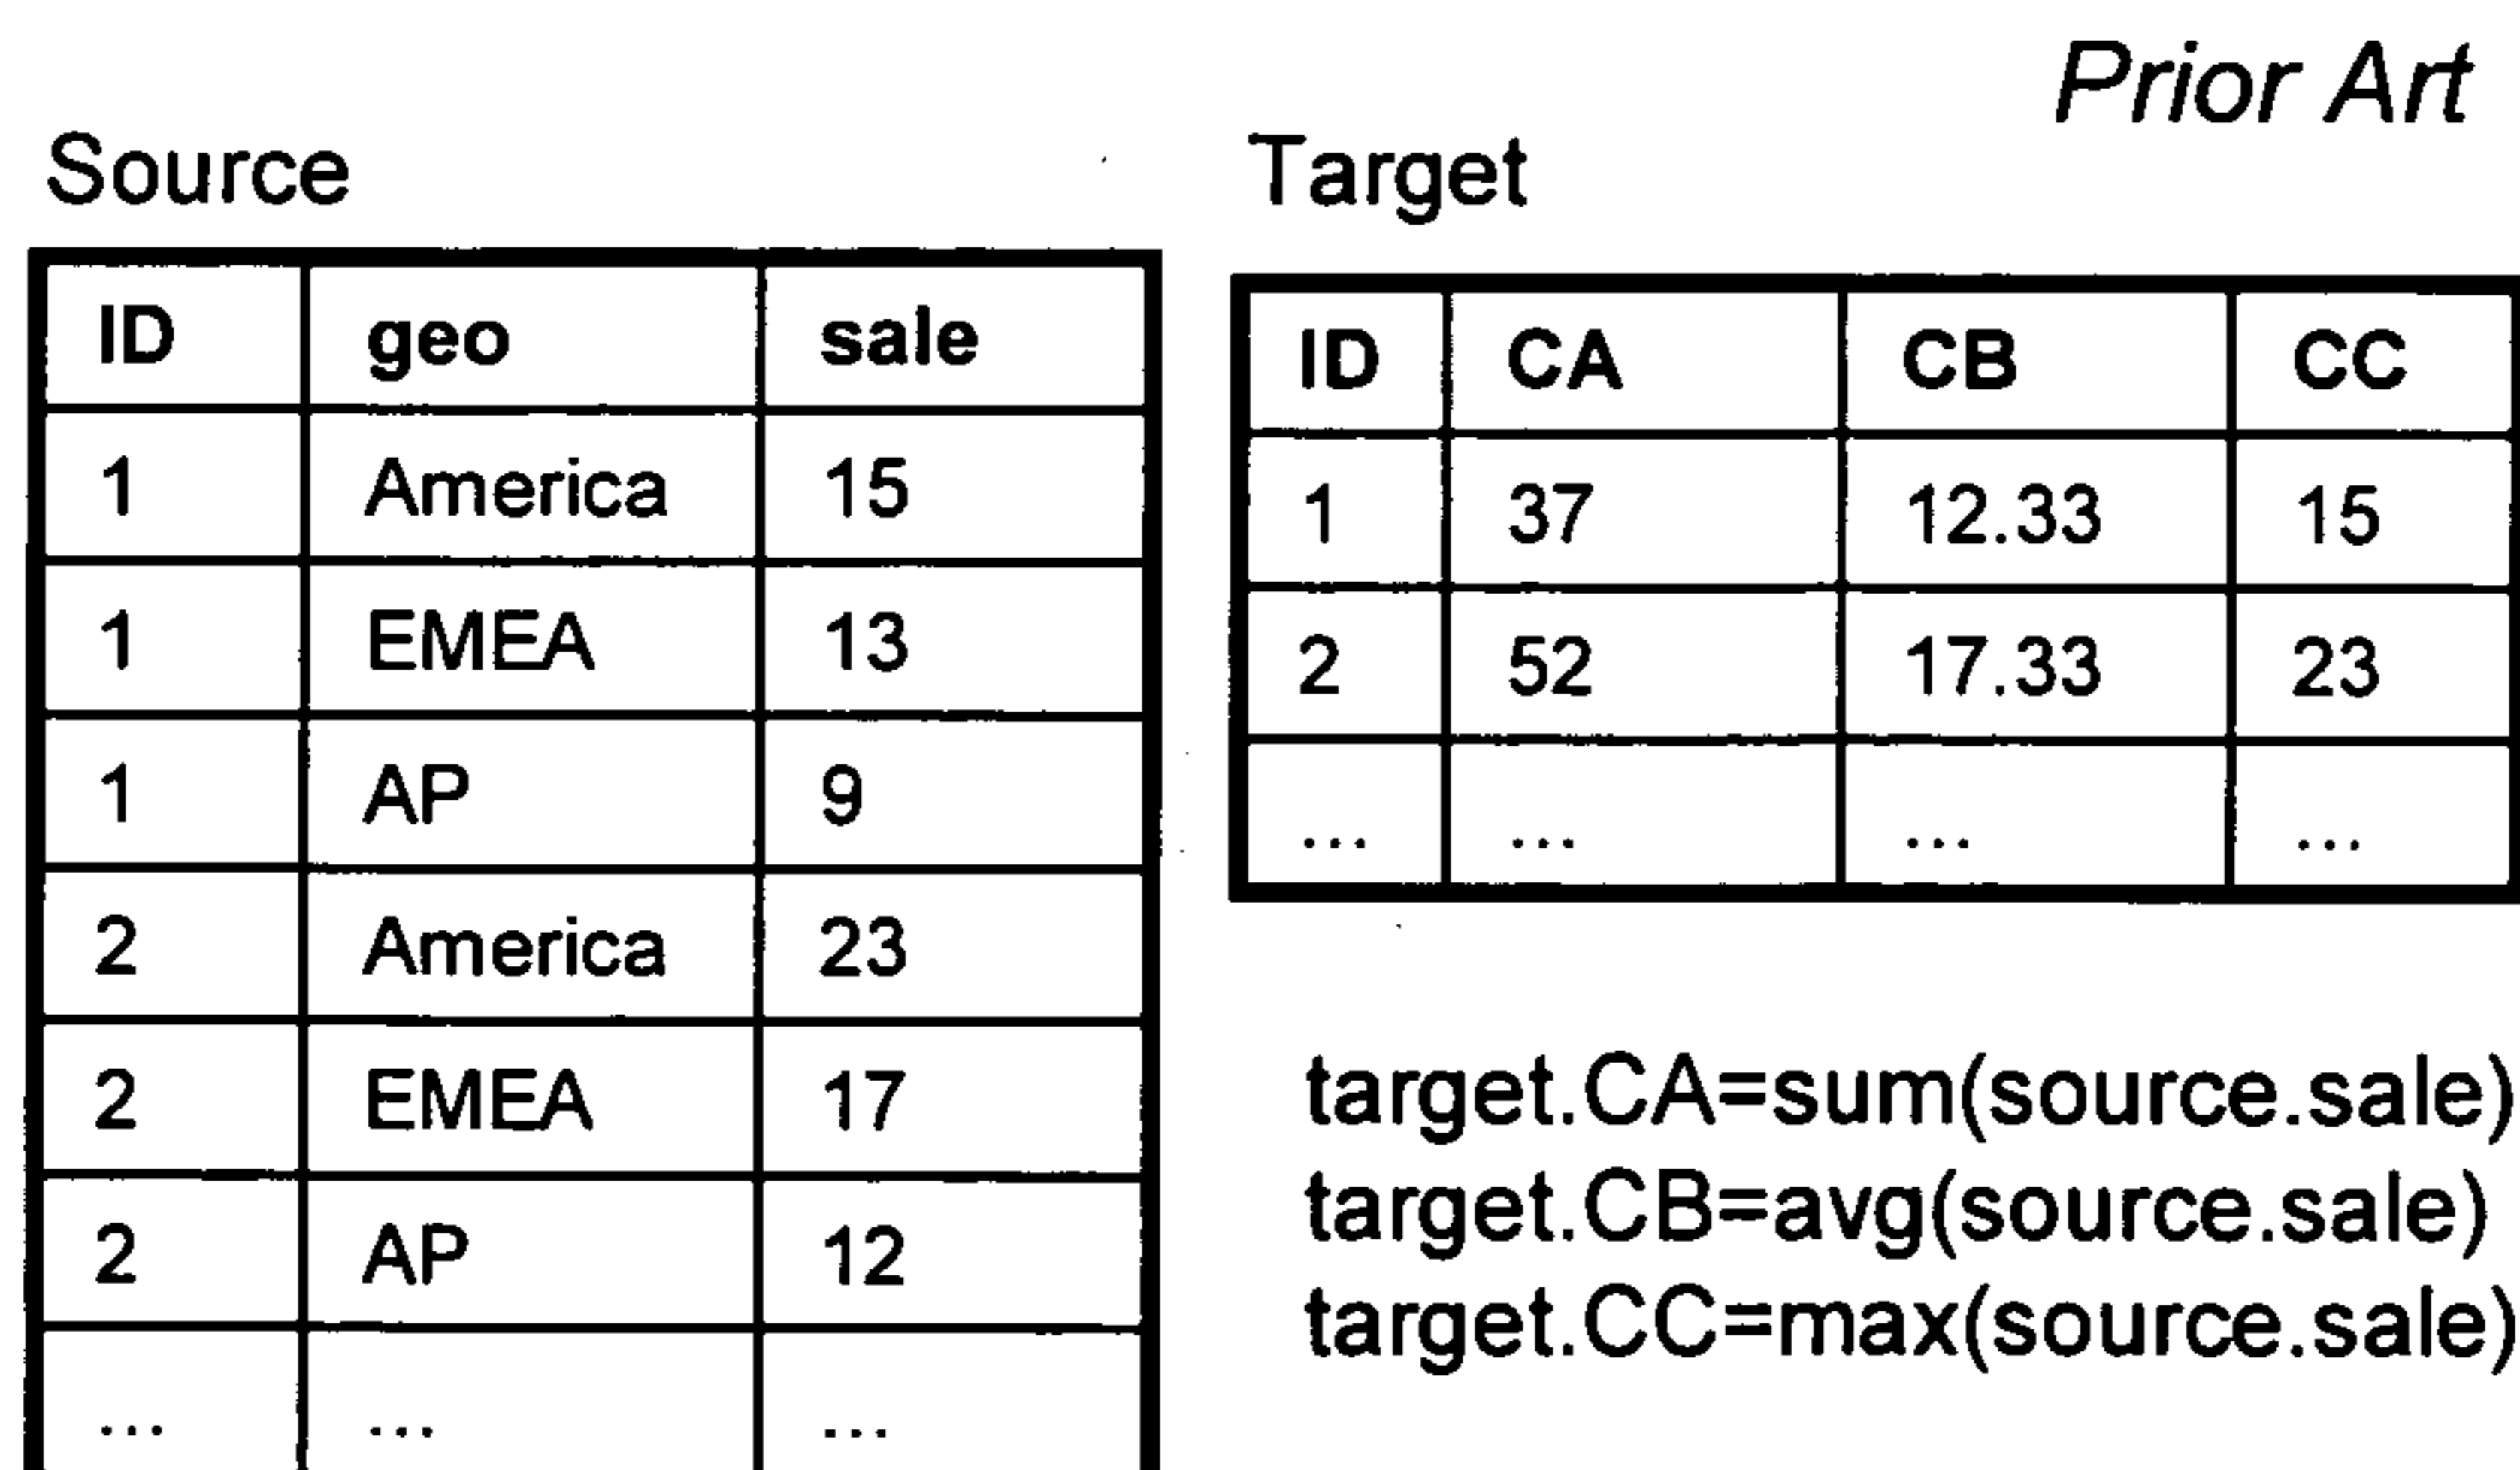 Prior Art
Source
ID geo sale
1 America 15
1 EMEA 13
1 AP 9
2 America 23
2 EMEA 17
2 AP 12
... ... ...
Target
ID CA CB CC
1 37 12.33 15
2 52 17.33 23
... ... ... ...
target.CA=sum(source.sale)
target.CB=avg(source.sale)
target.CC=max(source.sale)